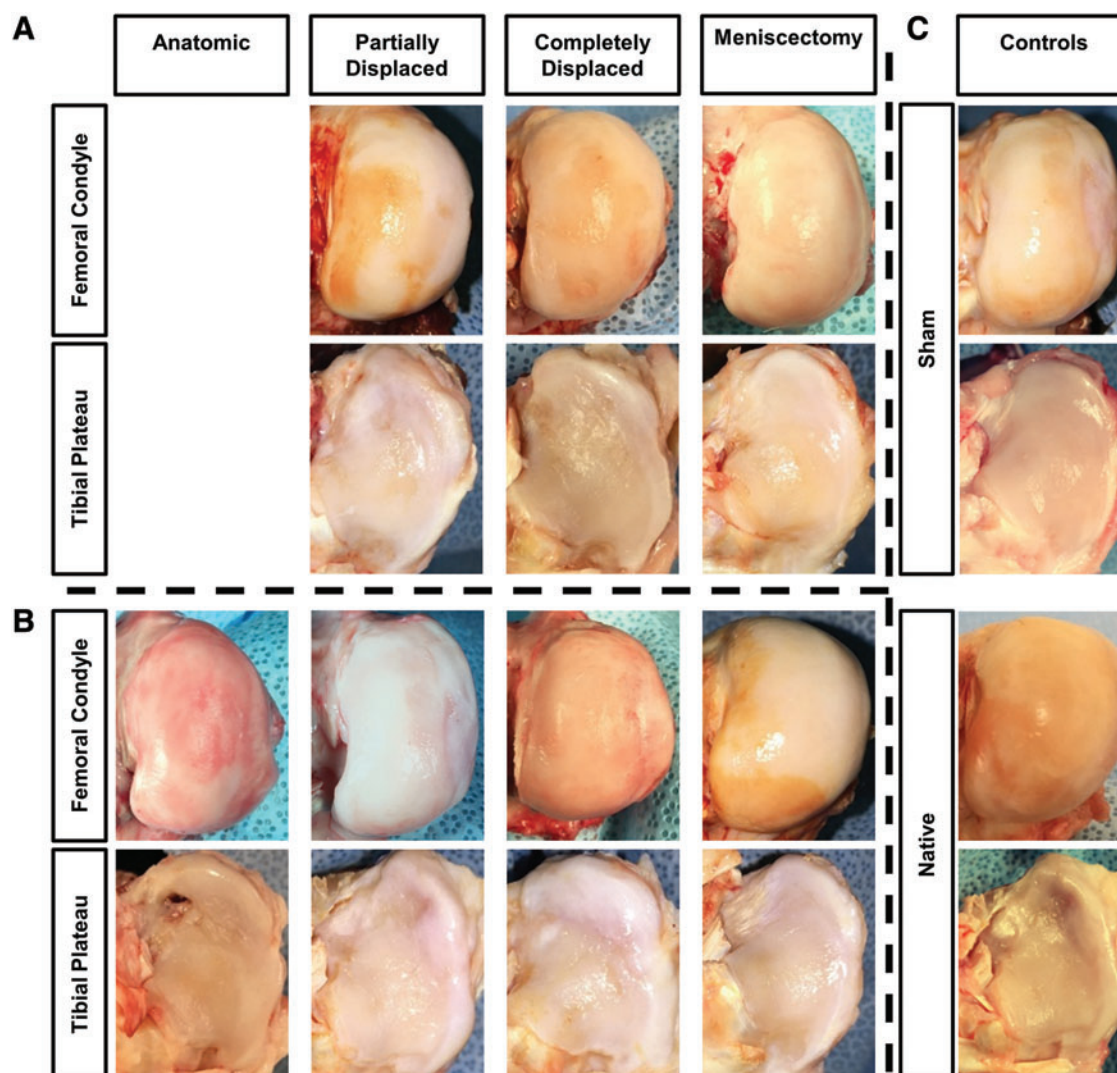 A
Anatomic
Partially
Displaced
Completely
Displaced
Meniscectomy
C
Controls
Femoral Condyle
Tibial Plateau
Sham
B
Femoral Condyle
Tibial Plateau
Native